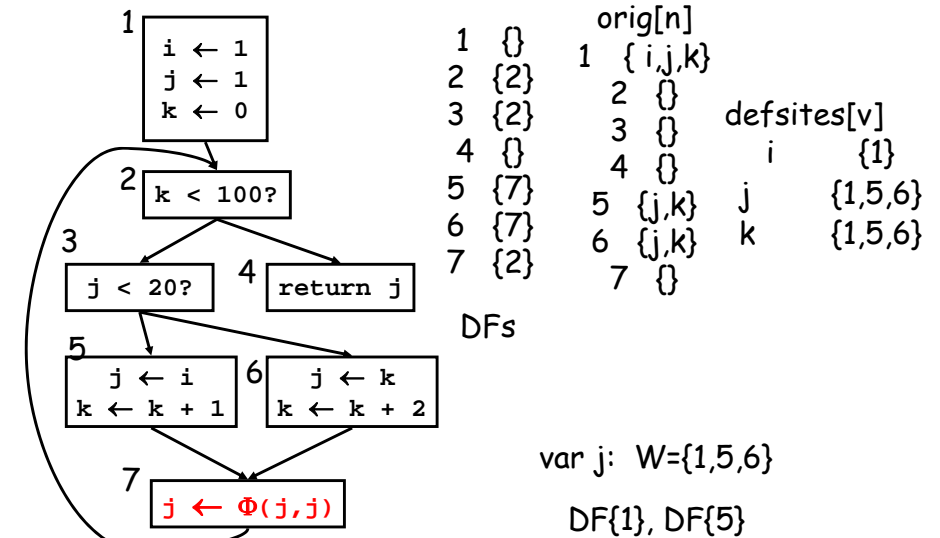 1
i ← 1
j ← 1
k ← 0
2
k < 100?
3
j < 20?
4
return j
5
j ← i
k ← k + 1
6
j ← k
k ← k + 2
7
j ← Φ(j,j)
1 {}
2 {2}
3 {2}
4 {}
5 {7}
6 {7}
7 {2}
DFs
orig[n]
1 { i,j,k}
2 {}
3 {}
4 {}
5 {j,k}
6 {j,k}
7 {}
defsites[v]
i {1}
j {1,5,6}
k {1,5,6}
var j: W={1,5,6}
DF{1}, DF{5}